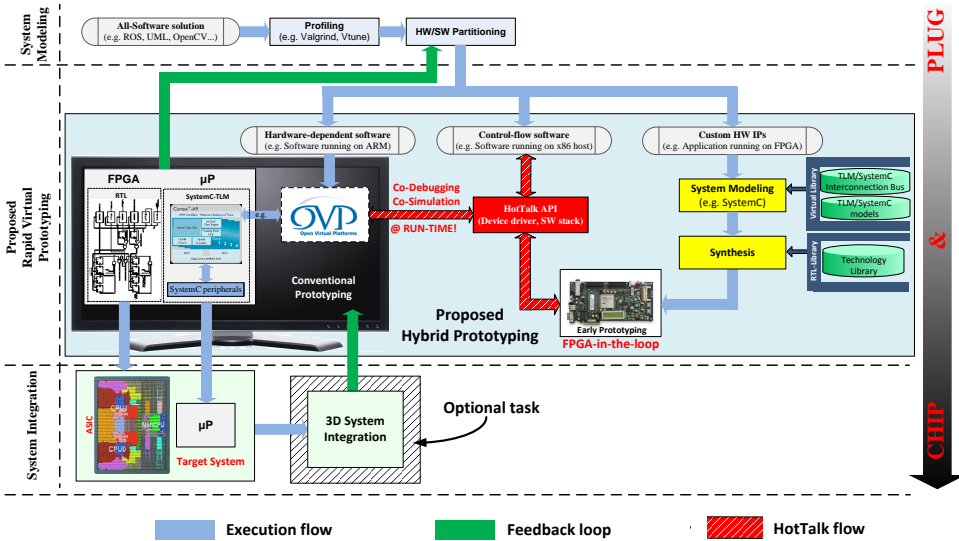 System
Modeling
All-Software solution
(e.g. ROS, UML, OpenCV...)
Profiling
(e.g. Valgrind, Vtune)
HW/SW Partitioning
PLUG
&
CHIP
Proposed
Rapid Virtual
Prototyping
Hardware-dependent software
(e.g. Software running on ARM)
Control-flow software
(e.g. Software running on x86 host)
Custom HW IPs
(e.g. Application running on FPGA)
FPGA
RTL
μP
SystemC-TLM
Cortex-A9
SystemC peripherals
e.g.
OVP
Open Virtual Platforms
Conventional
Prototyping
Co-Debugging
Co-Simulation
@ RUN-TIME!
HotTalk API
(Device driver, SW stack)
System Modeling
(e.g. SystemC)
Synthesis
Virtual Library
TLM/SystemC
Interconnection Bus
TLM/SystemC
models
RTL-Library
Technology
Library
Early Prototyping
FPGA-in-the-loop
Proposed
Hybrid Prototyping
System Integration
ASIC
CPU0
μP
Target System
3D System
Integration
Optional task
Execution flow
Feedback loop
HotTalk flow